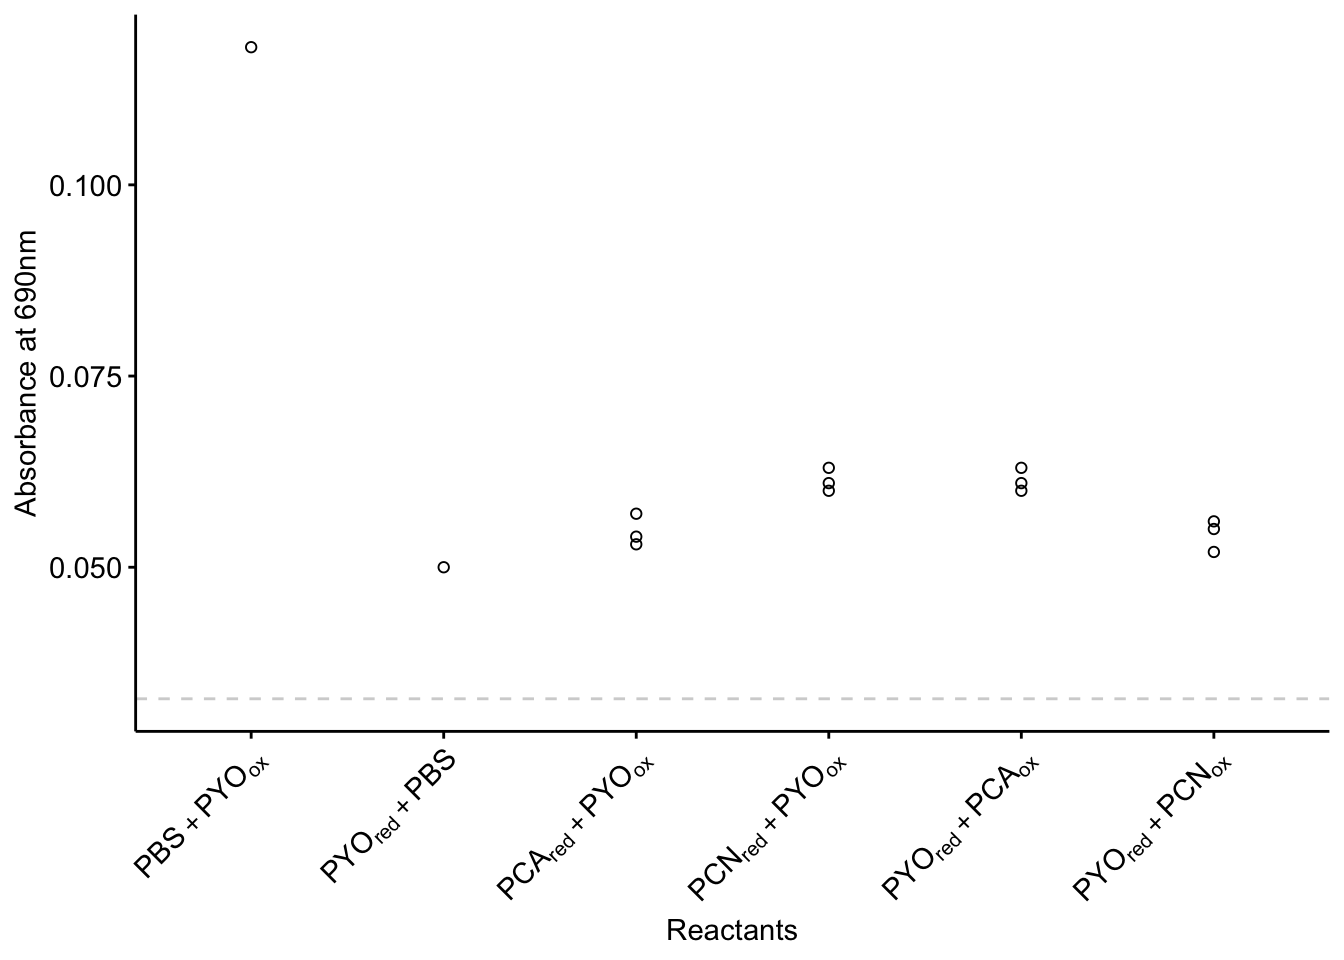 Absorbance at 690nm
0.100
0.075
0.050
PBS + PYOox
PYOred + PBS
PCAred + PYOox
PCNred + PYOox
PYOred + PCAox
PYOred + PCNox
Reactants